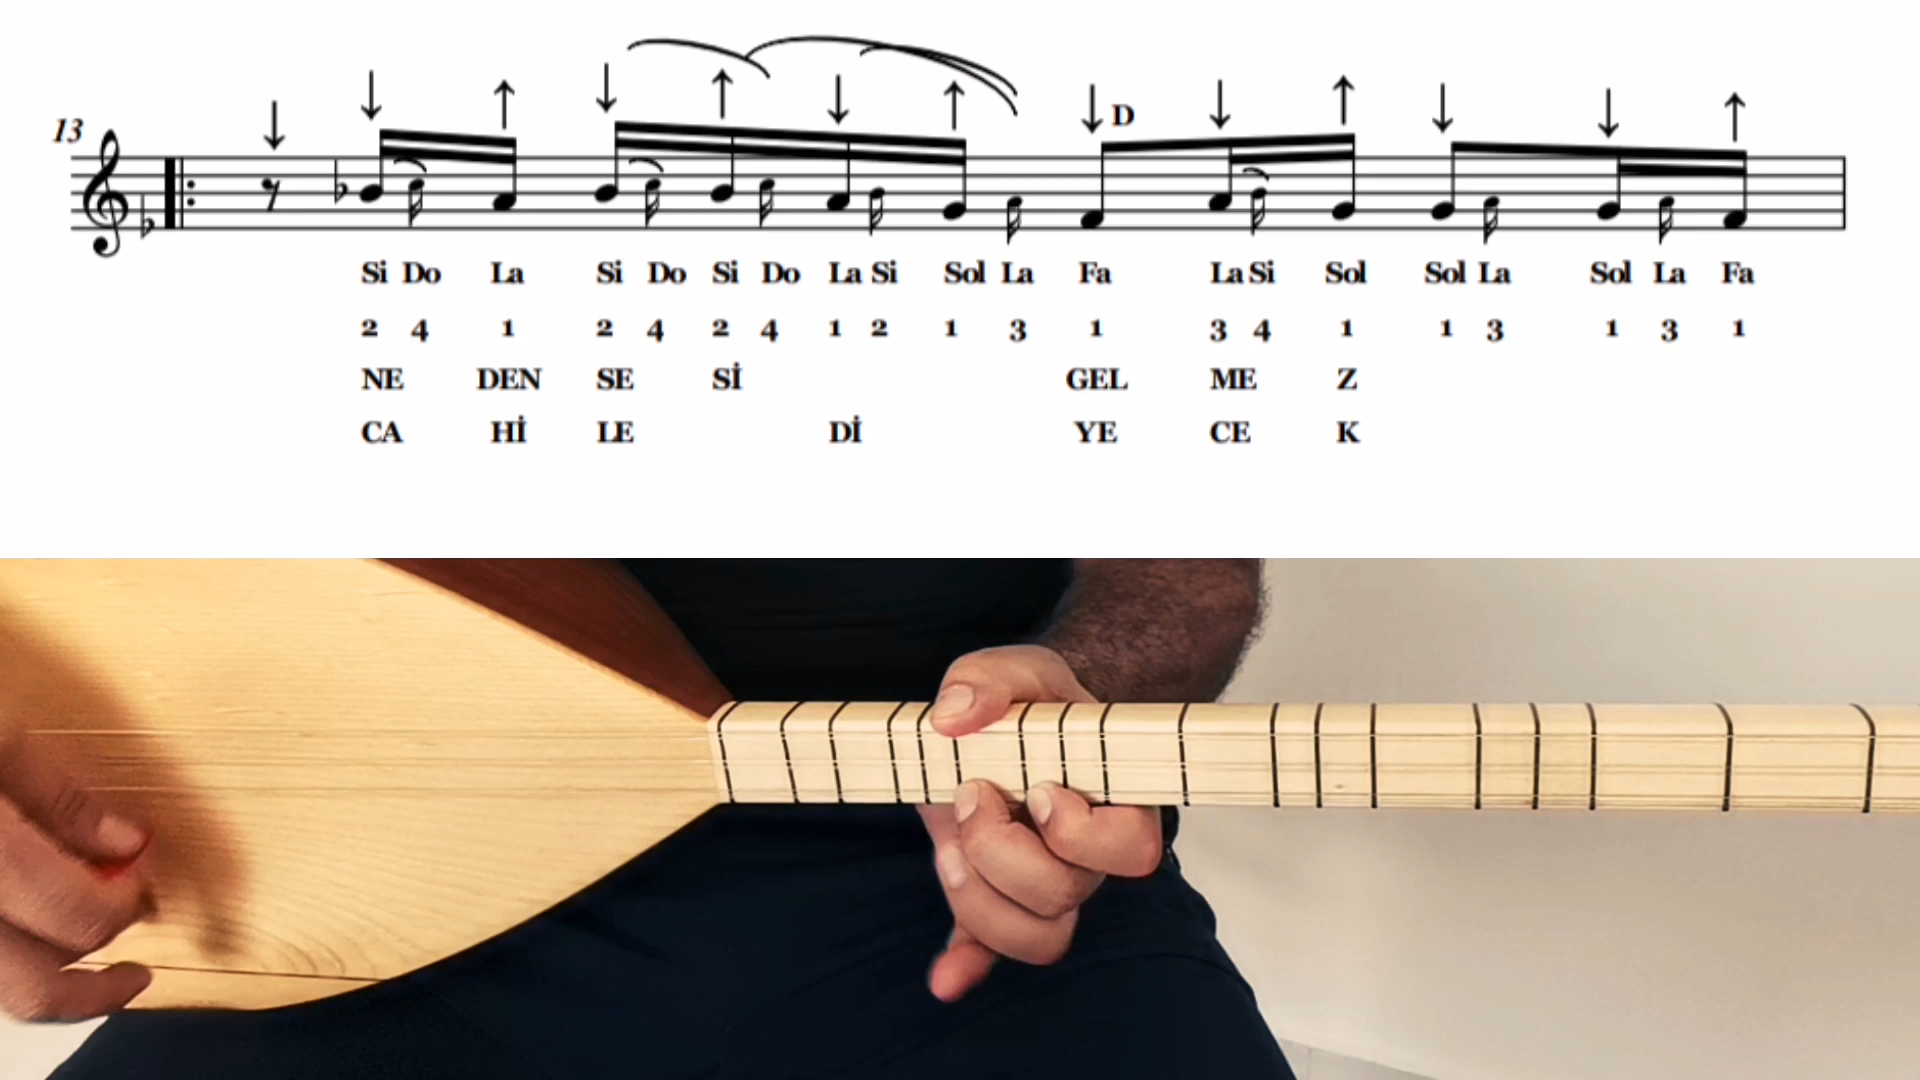 D
13
Si Do La Si Do Si Do La Si Sol La Fa La Si Sol Sol La Sol La Fa
2 4 1 2 4 2 4 1 2 1 3 1 3 4 1 1 3 1 3 1
NE DEN SE Sİ GEL ME Z
CA Hİ LE Dİ YE CE K